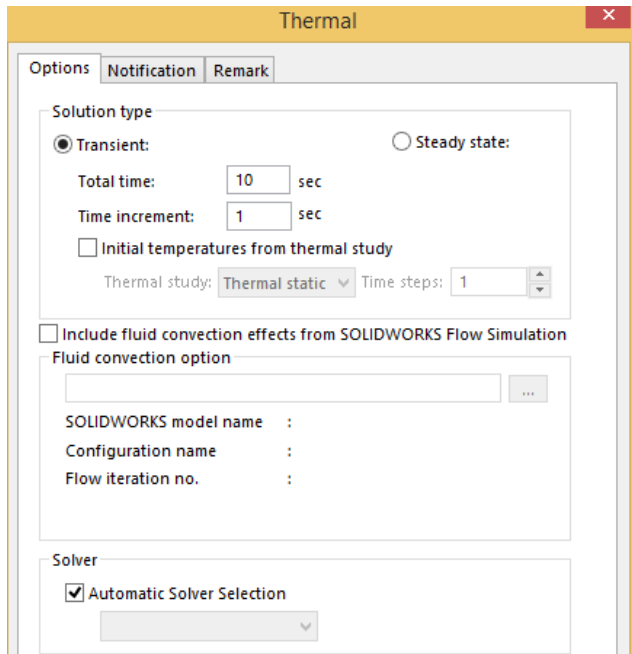 Thermal
Options Notification Remark
Solution type
Transient: Steady state:
Total time: 10 sec
Time increment: 1 sec
Initial temperatures from thermal study
Thermal study: Thermal static Time steps: 1
Include fluid convection effects from SOLIDWORKS Flow Simulation
Fluid convection option
...
SOLIDWORKS model name :
Configuration name :
Flow iteration no. :
Solver
Automatic Solver Selection